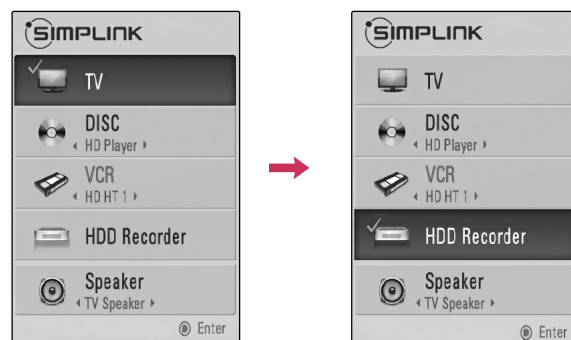 SIMPLINK
TV
DISC
HD Player
VCR
HD HT 1
HDD Recorder
Speaker
TV Speaker
Enter
SIMPLINK
TV
DISC
HD Player
VCR
HD HT 1
HDD Recorder
Speaker
TV Speaker
Enter